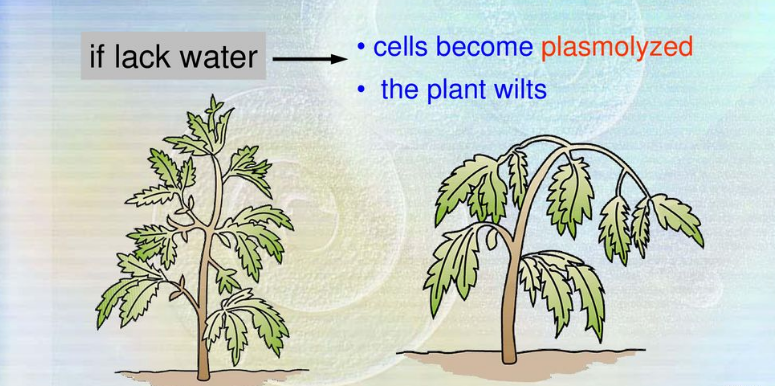 if lack water
• cells become plasmolyzed
• the plant wilts